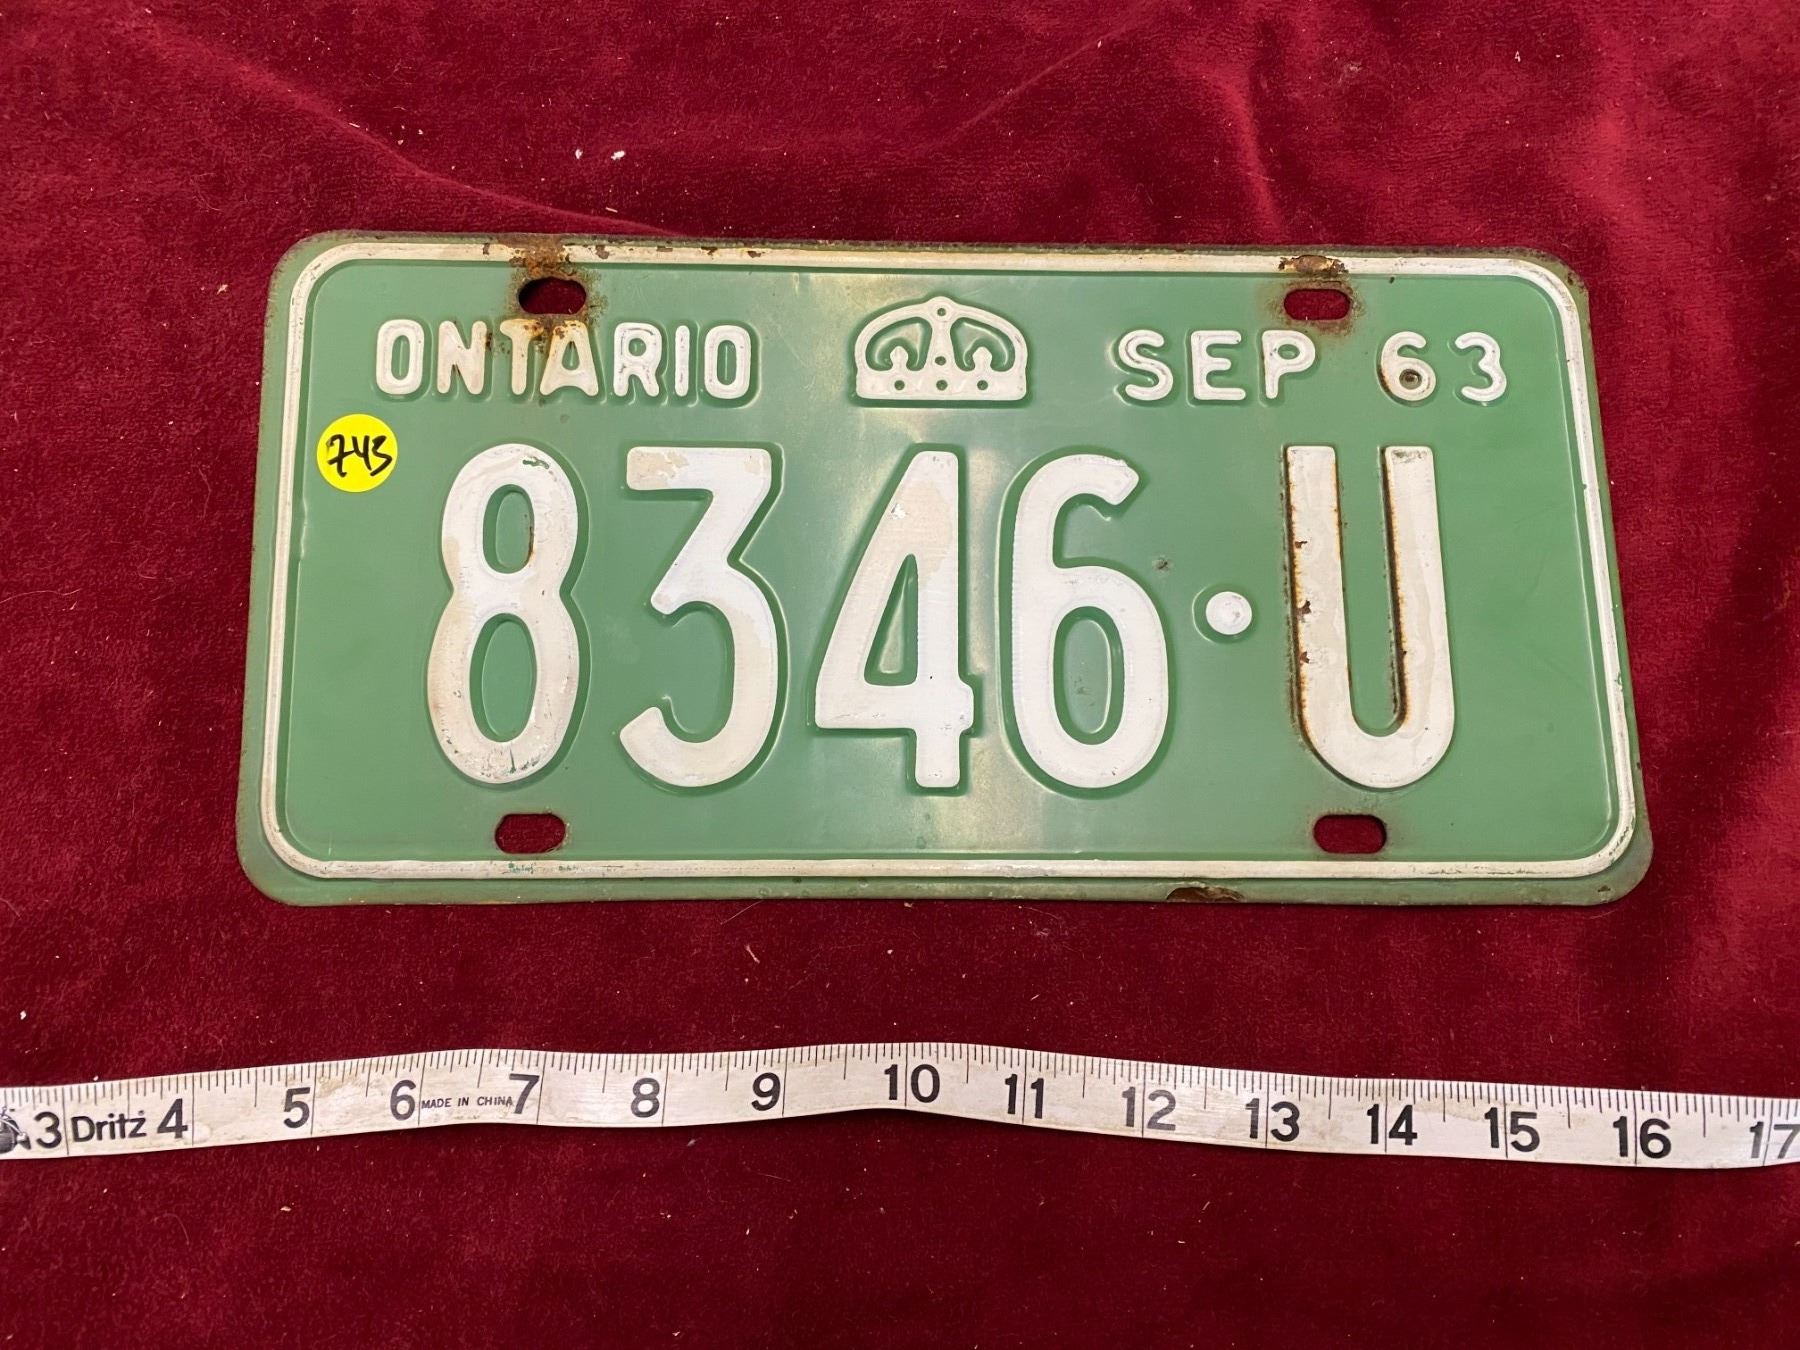 ONTARIO SEP 63
743
8346·U
3 Dritz 4 5 6 MADE IN CHINA 7 8 9 10 11 12 13 14 15 16 17